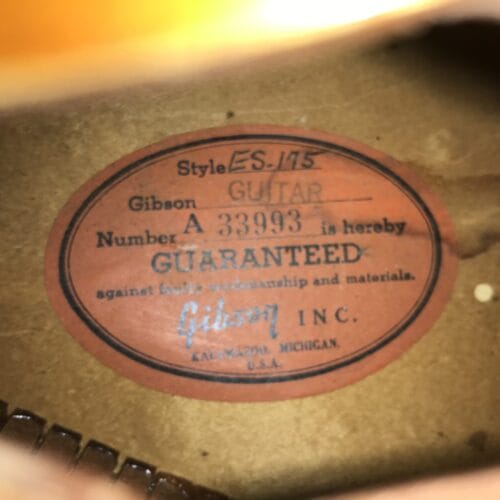 Style ES-175
Gibson GUITAR
Number A 33993 is hereby
GUARANTEED
against faulty workmanship and materials.
Gibson INC.
KALAMAZOO, MICHIGAN.
U.S.A.